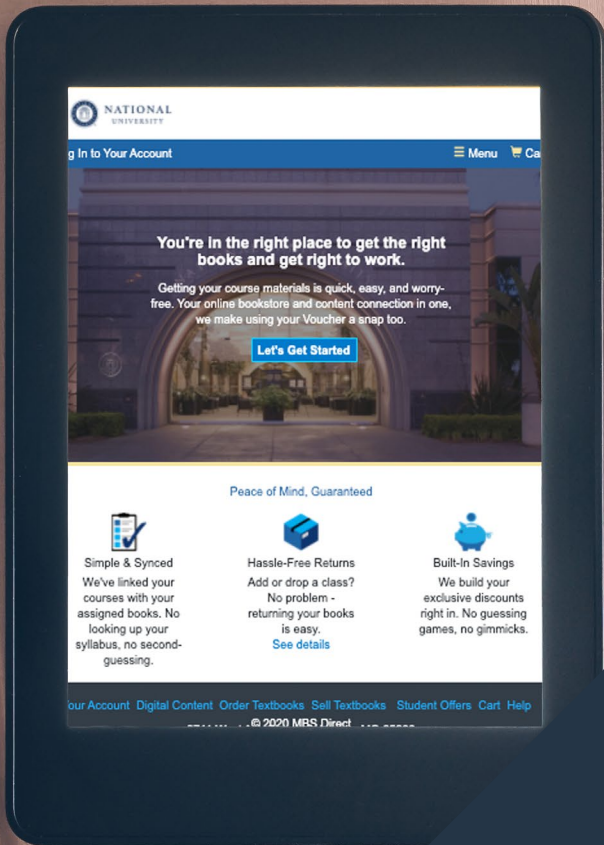 NATIONAL
UNIVERSITY
g In to Your Account Menu Ca
You're in the right place to get the right
books and get right to work.
Getting your course materials is quick, easy, and worry-
free. Your online bookstore and content connection in one,
we make using your Voucher a snap too.
Let's Get Started
Peace of Mind, Guaranteed
Simple & Synced
We've linked your
courses with your
assigned books. No
looking up your
syllabus, no second-
guessing.
Hassle-Free Returns
Add or drop a class?
No problem -
returning your books
is easy.
See details
Built-In Savings
We build your
exclusive discounts
right in. No guessing
games, no gimmicks.
our Account Digital Content Order Textbooks Sell Textbooks Student Offers Cart Help
© 2020 MBS Direct